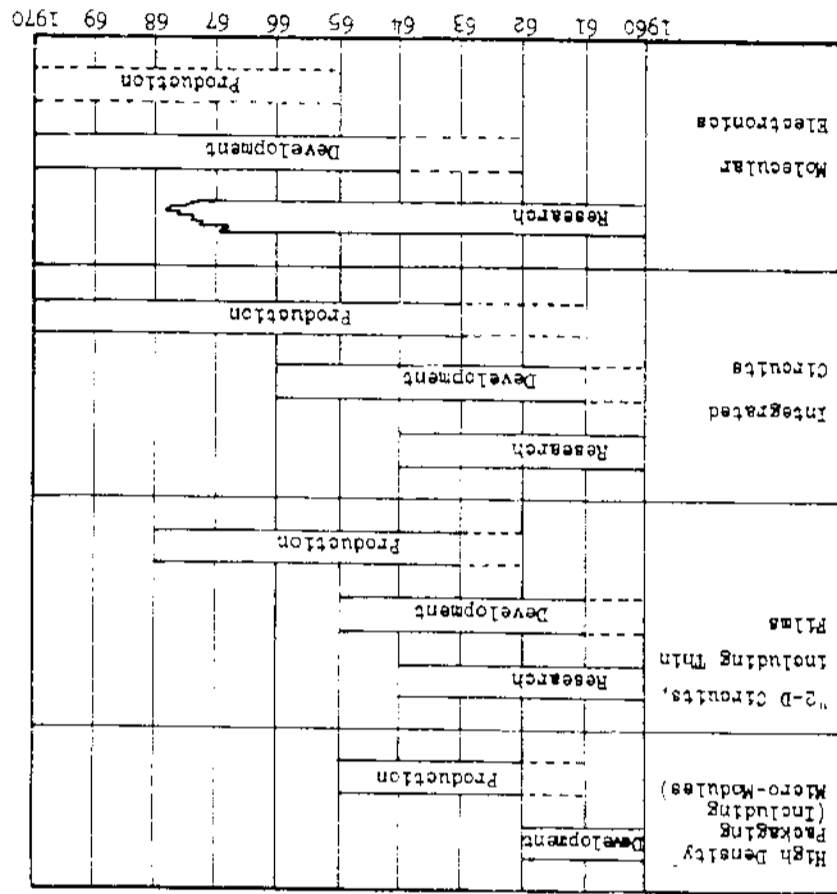 High Density
Packaging
(Including
Micro-Modules)
Development
Production
"2-D Circuits,
including Thin
Films
Research
Development
Production
Integrated
Circuits
Research
Development
Production
Molecular
Electronics
Research
Development
Production
1960 61 62 63 64 65 66 67 68 69 1970